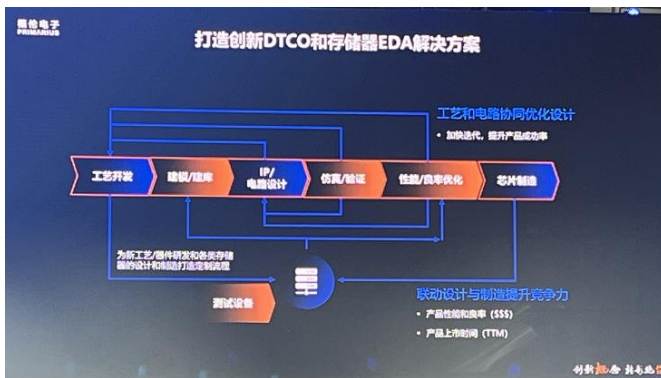 概伦电子
PRIMARIUS
打造创新DTCO和存储器EDA解决方案
工艺和电路协同优化设计
• 加快迭代，提升产品成功率
工艺开发
建模/建库
IP/
电路设计
仿真/验证
性能/良率优化
芯片制造
为新工艺/器件研发和各类存储
器的设计和制造打造定制流程
测试设备
联动设计与制造提升竞争力
• 产品性能和良率（$$$）
• 产品上市时间（TTM）